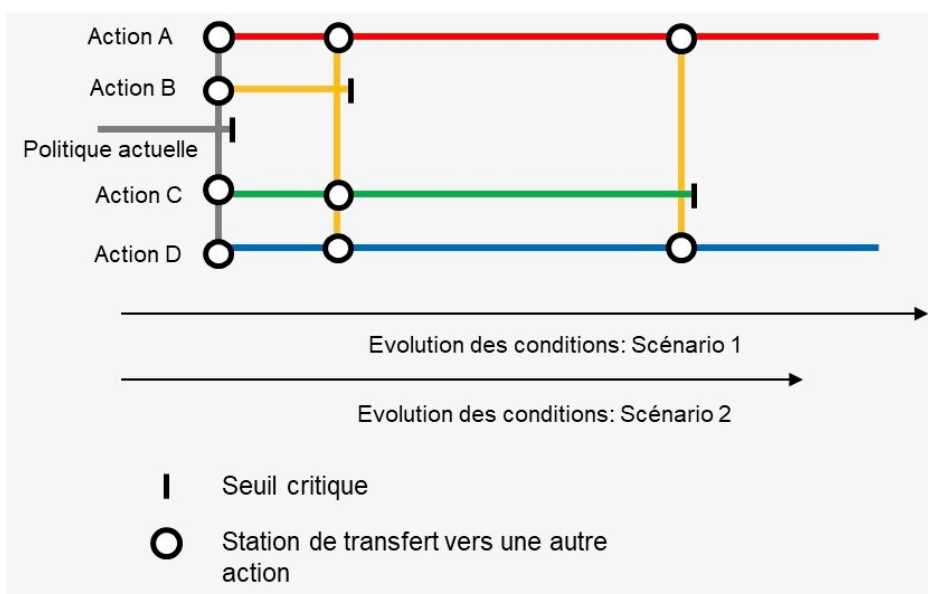 Action A
Action B
Politique actuelle
Action C
Action D
Evolution des conditions: Scénario 1
Evolution des conditions: Scénario 2
Seuil critique
Station de transfert vers une autre
action